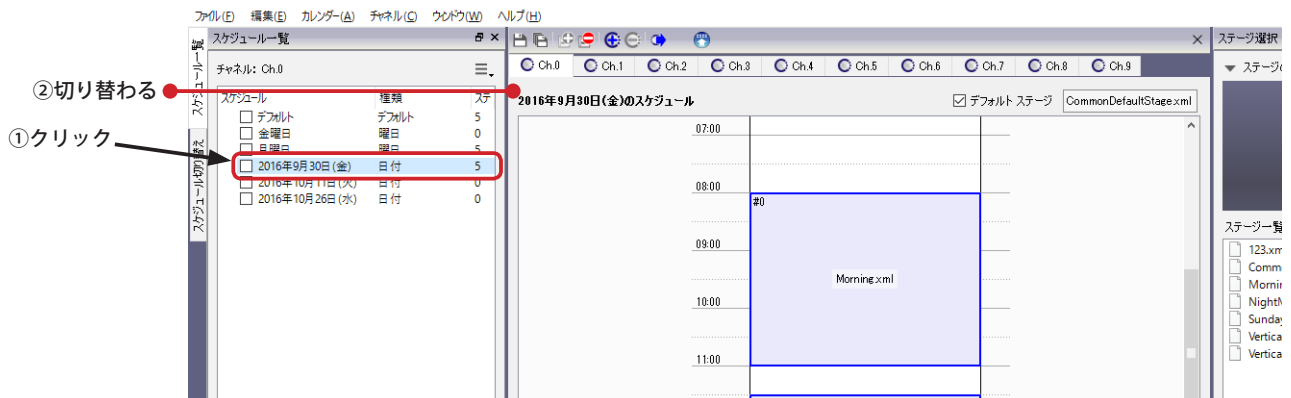 ファイル(F) 編集(E) カレンダー(A) チャネル(C) ウィンドウ(W) ヘルプ(H)
スケジュール一覧
スケジュール切り替え
スケジュール一覧
チャネル: Ch.0
スケジュール 種類 ステ
デフォルト デフォルト 5
金曜日 曜日 0
月曜日 曜日 5
2016年9月30日(金) 日付 5
2016年10月11日(火) 日付 0
2016年10月26日(水) 日付 0
②切り替わる
①クリック
Ch.0 Ch.1 Ch.2 Ch.3 Ch.4 Ch.5 Ch.6 Ch.7 Ch.8 Ch.9
2016年9月30日(金)のスケジュール
デフォルト ステージ CommonDefaultStage.xml
07:00
08:00
#0
09:00
Morning.xml
10:00
11:00
ステージ選択
ステージの
ステージ一覧
123.xm
Comm
Mornin
NightM
Sunday
Vertica
Vertica